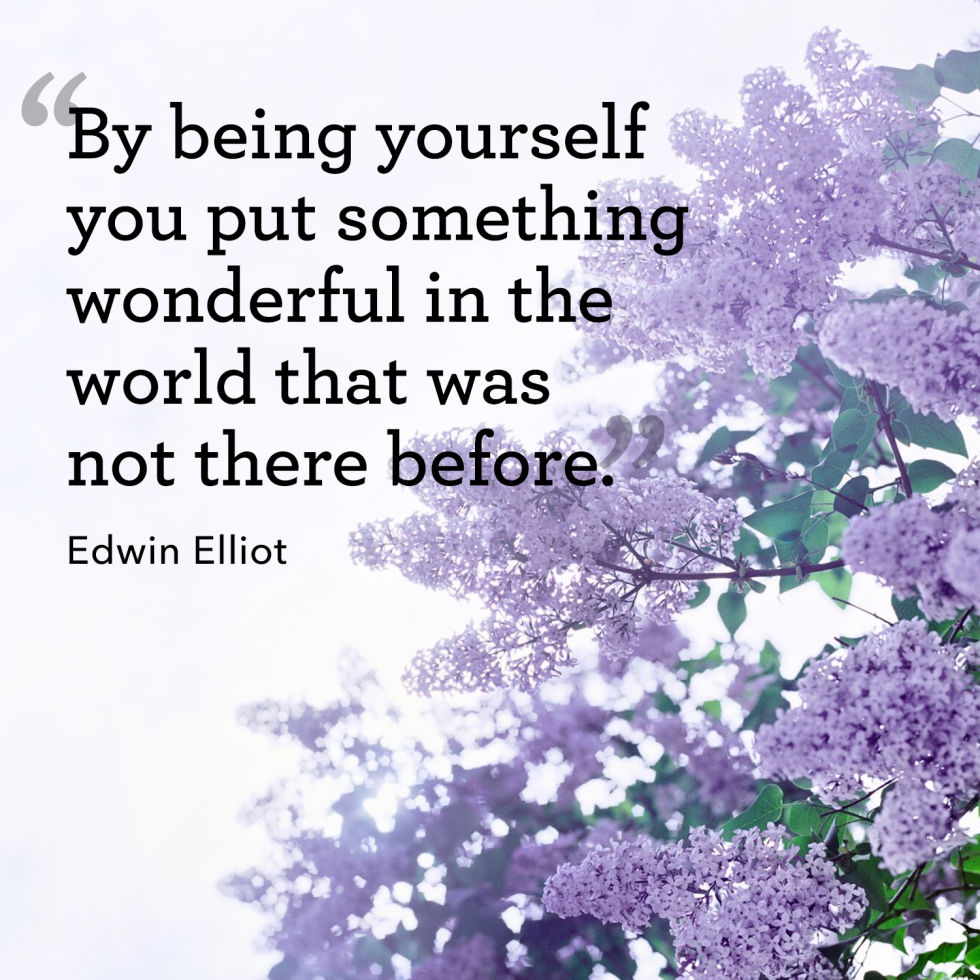 “By being yourself
you put something
wonderful in the
world that was
not there before.”
Edwin Elliot